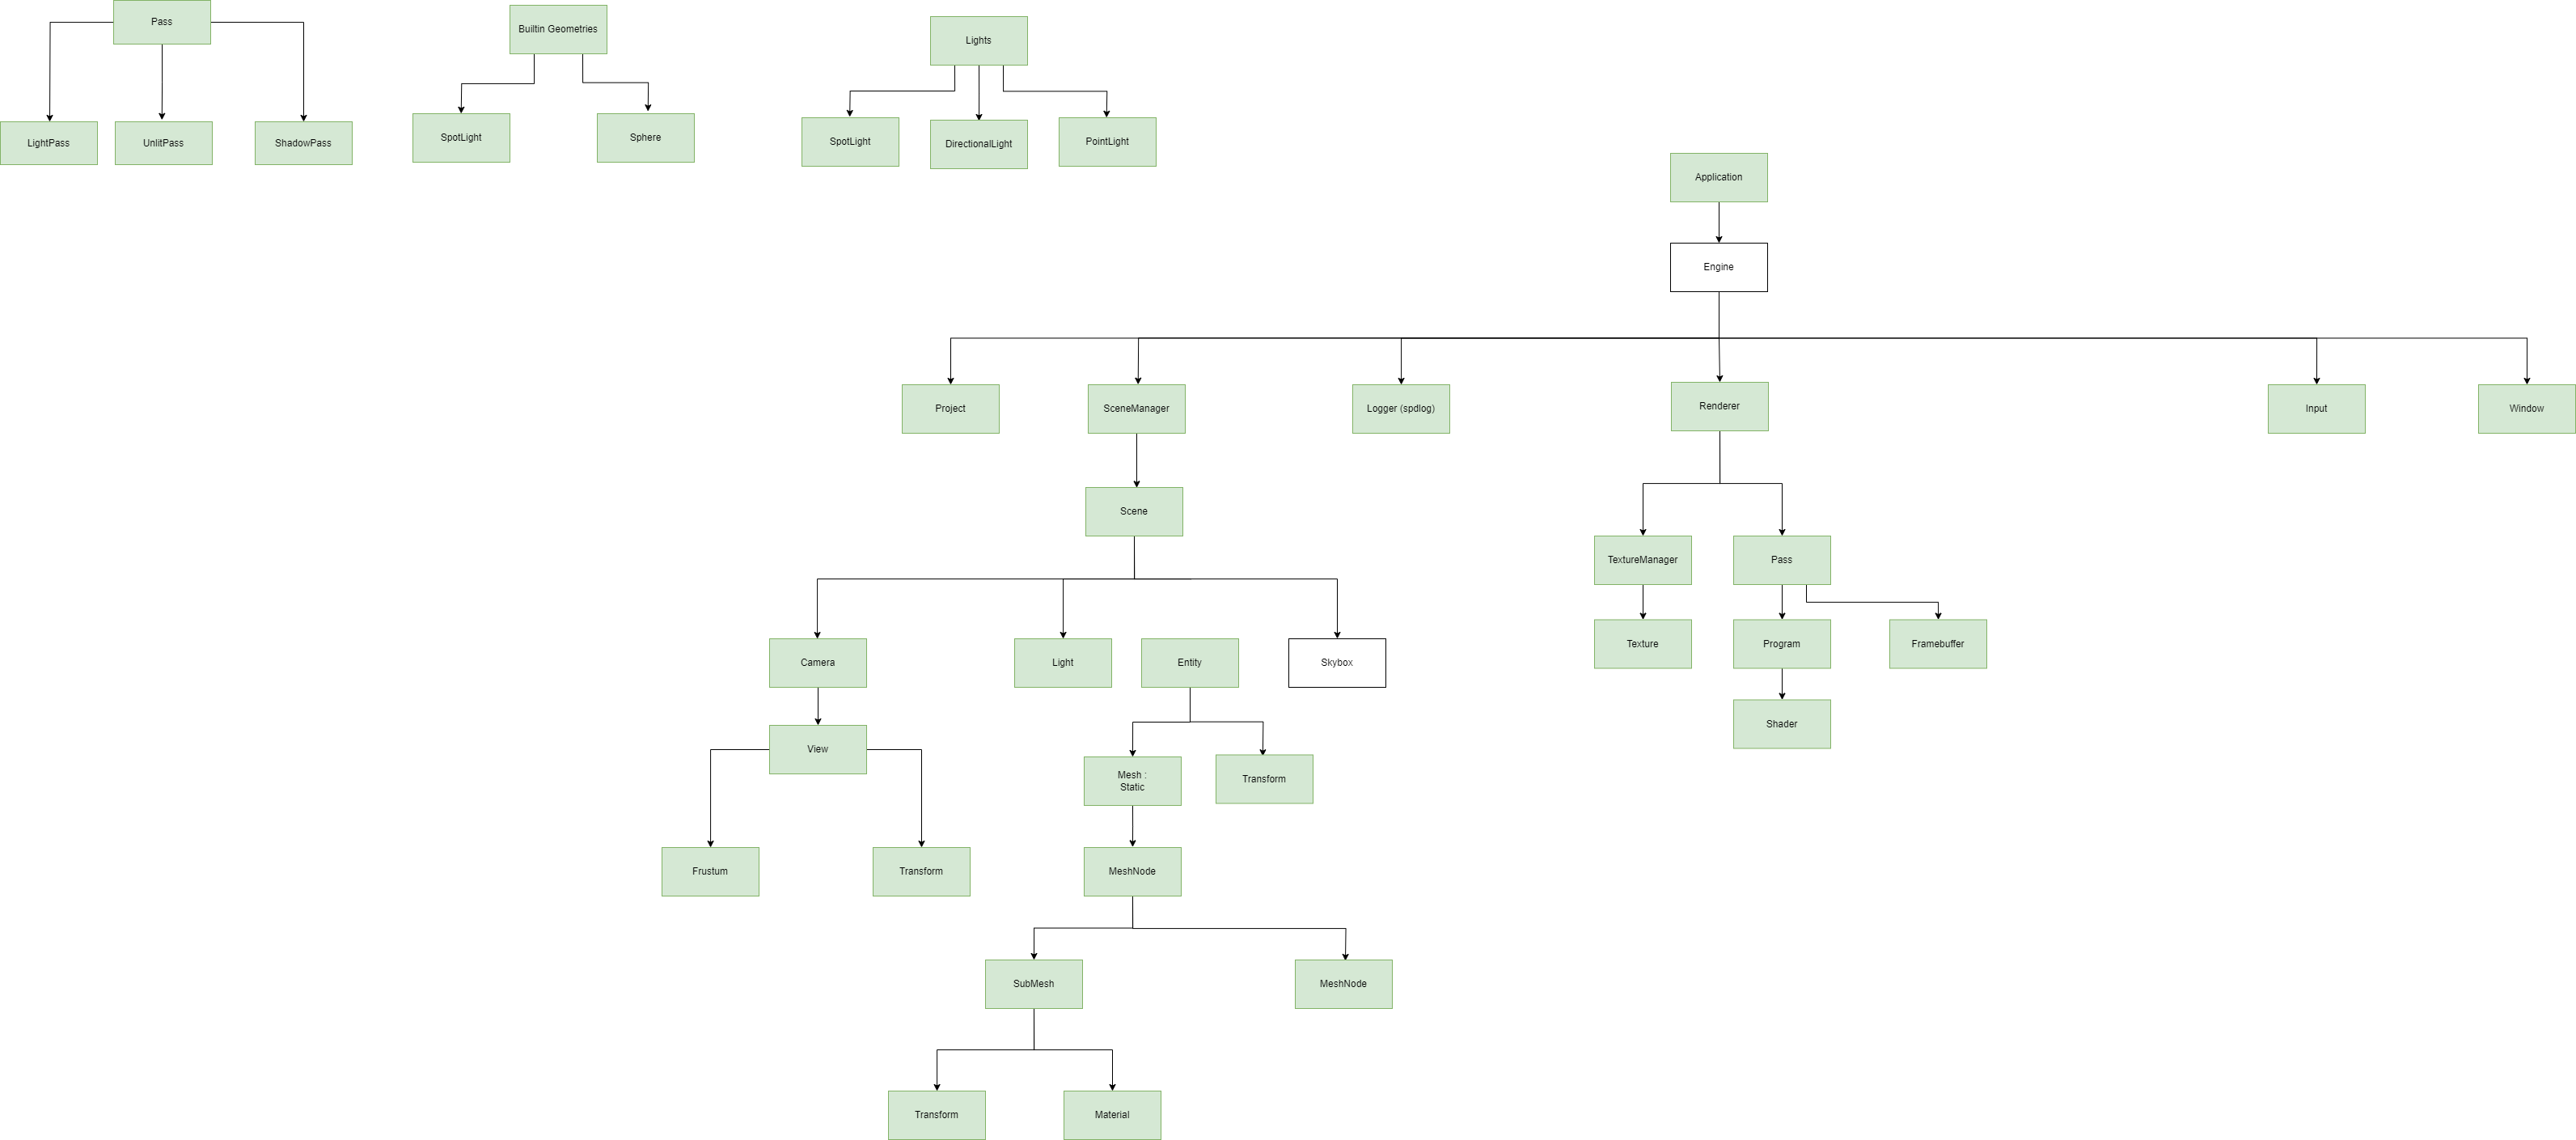 Pass
Builtin Geometries
Lights
LightPass
UnlitPass
ShadowPass
SpotLight
Sphere
SpotLight
DirectionalLight
PointLight
Application
Engine
Project
SceneManager
Logger (spdlog)
Renderer
Input
Window
Scene
TextureManager
Pass
Camera
Light
Entity
Skybox
Texture
Program
Framebuffer
View
Shader
Mesh :
Static
Transform
Frustum
Transform
MeshNode
SubMesh
MeshNode
Transform
Material